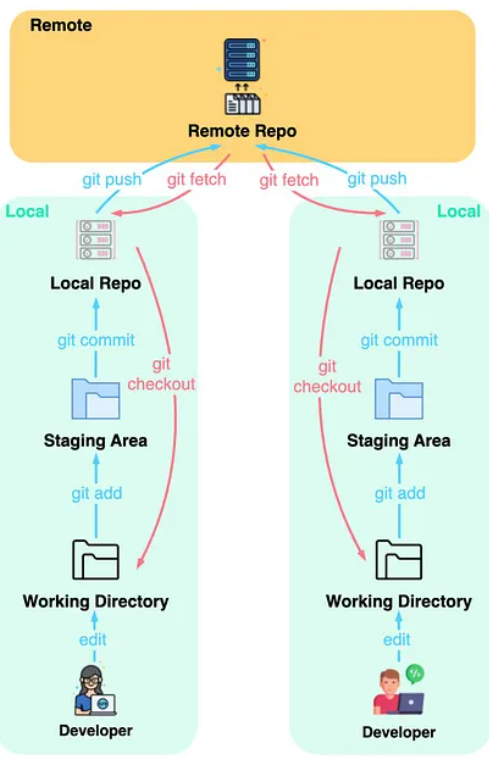 Remote
Remote Repo
git push
git fetch
git fetch
git push
Local
Local
Local Repo
Local Repo
git commit
git commit
git
checkout
git
checkout
Staging Area
Staging Area
git add
git add
Working Directory
Working Directory
edit
edit
Developer
Developer